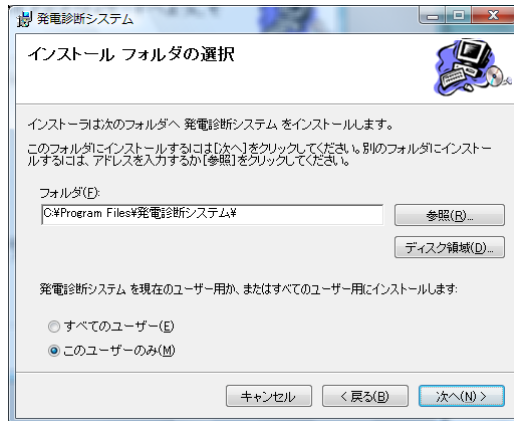 発電診断システム
インストール フォルダの選択
インストーラは次のフォルダへ 発電診断システム をインストールします。
このフォルダにインストールするには[次へ]をクリックしてください。別のフォルダにインストー
ルするには、アドレスを入力するか[参照]をクリックしてください。
フォルダ(F):
C:¥Program Files¥発電診断システム¥
参照(R)...
ディスク領域(D)...
発電診断システム を現在のユーザー用か、またはすべてのユーザー用にインストールします:
すべてのユーザー(E)
このユーザーのみ(M)
キャンセル
< 戻る(B)
次へ(N) >